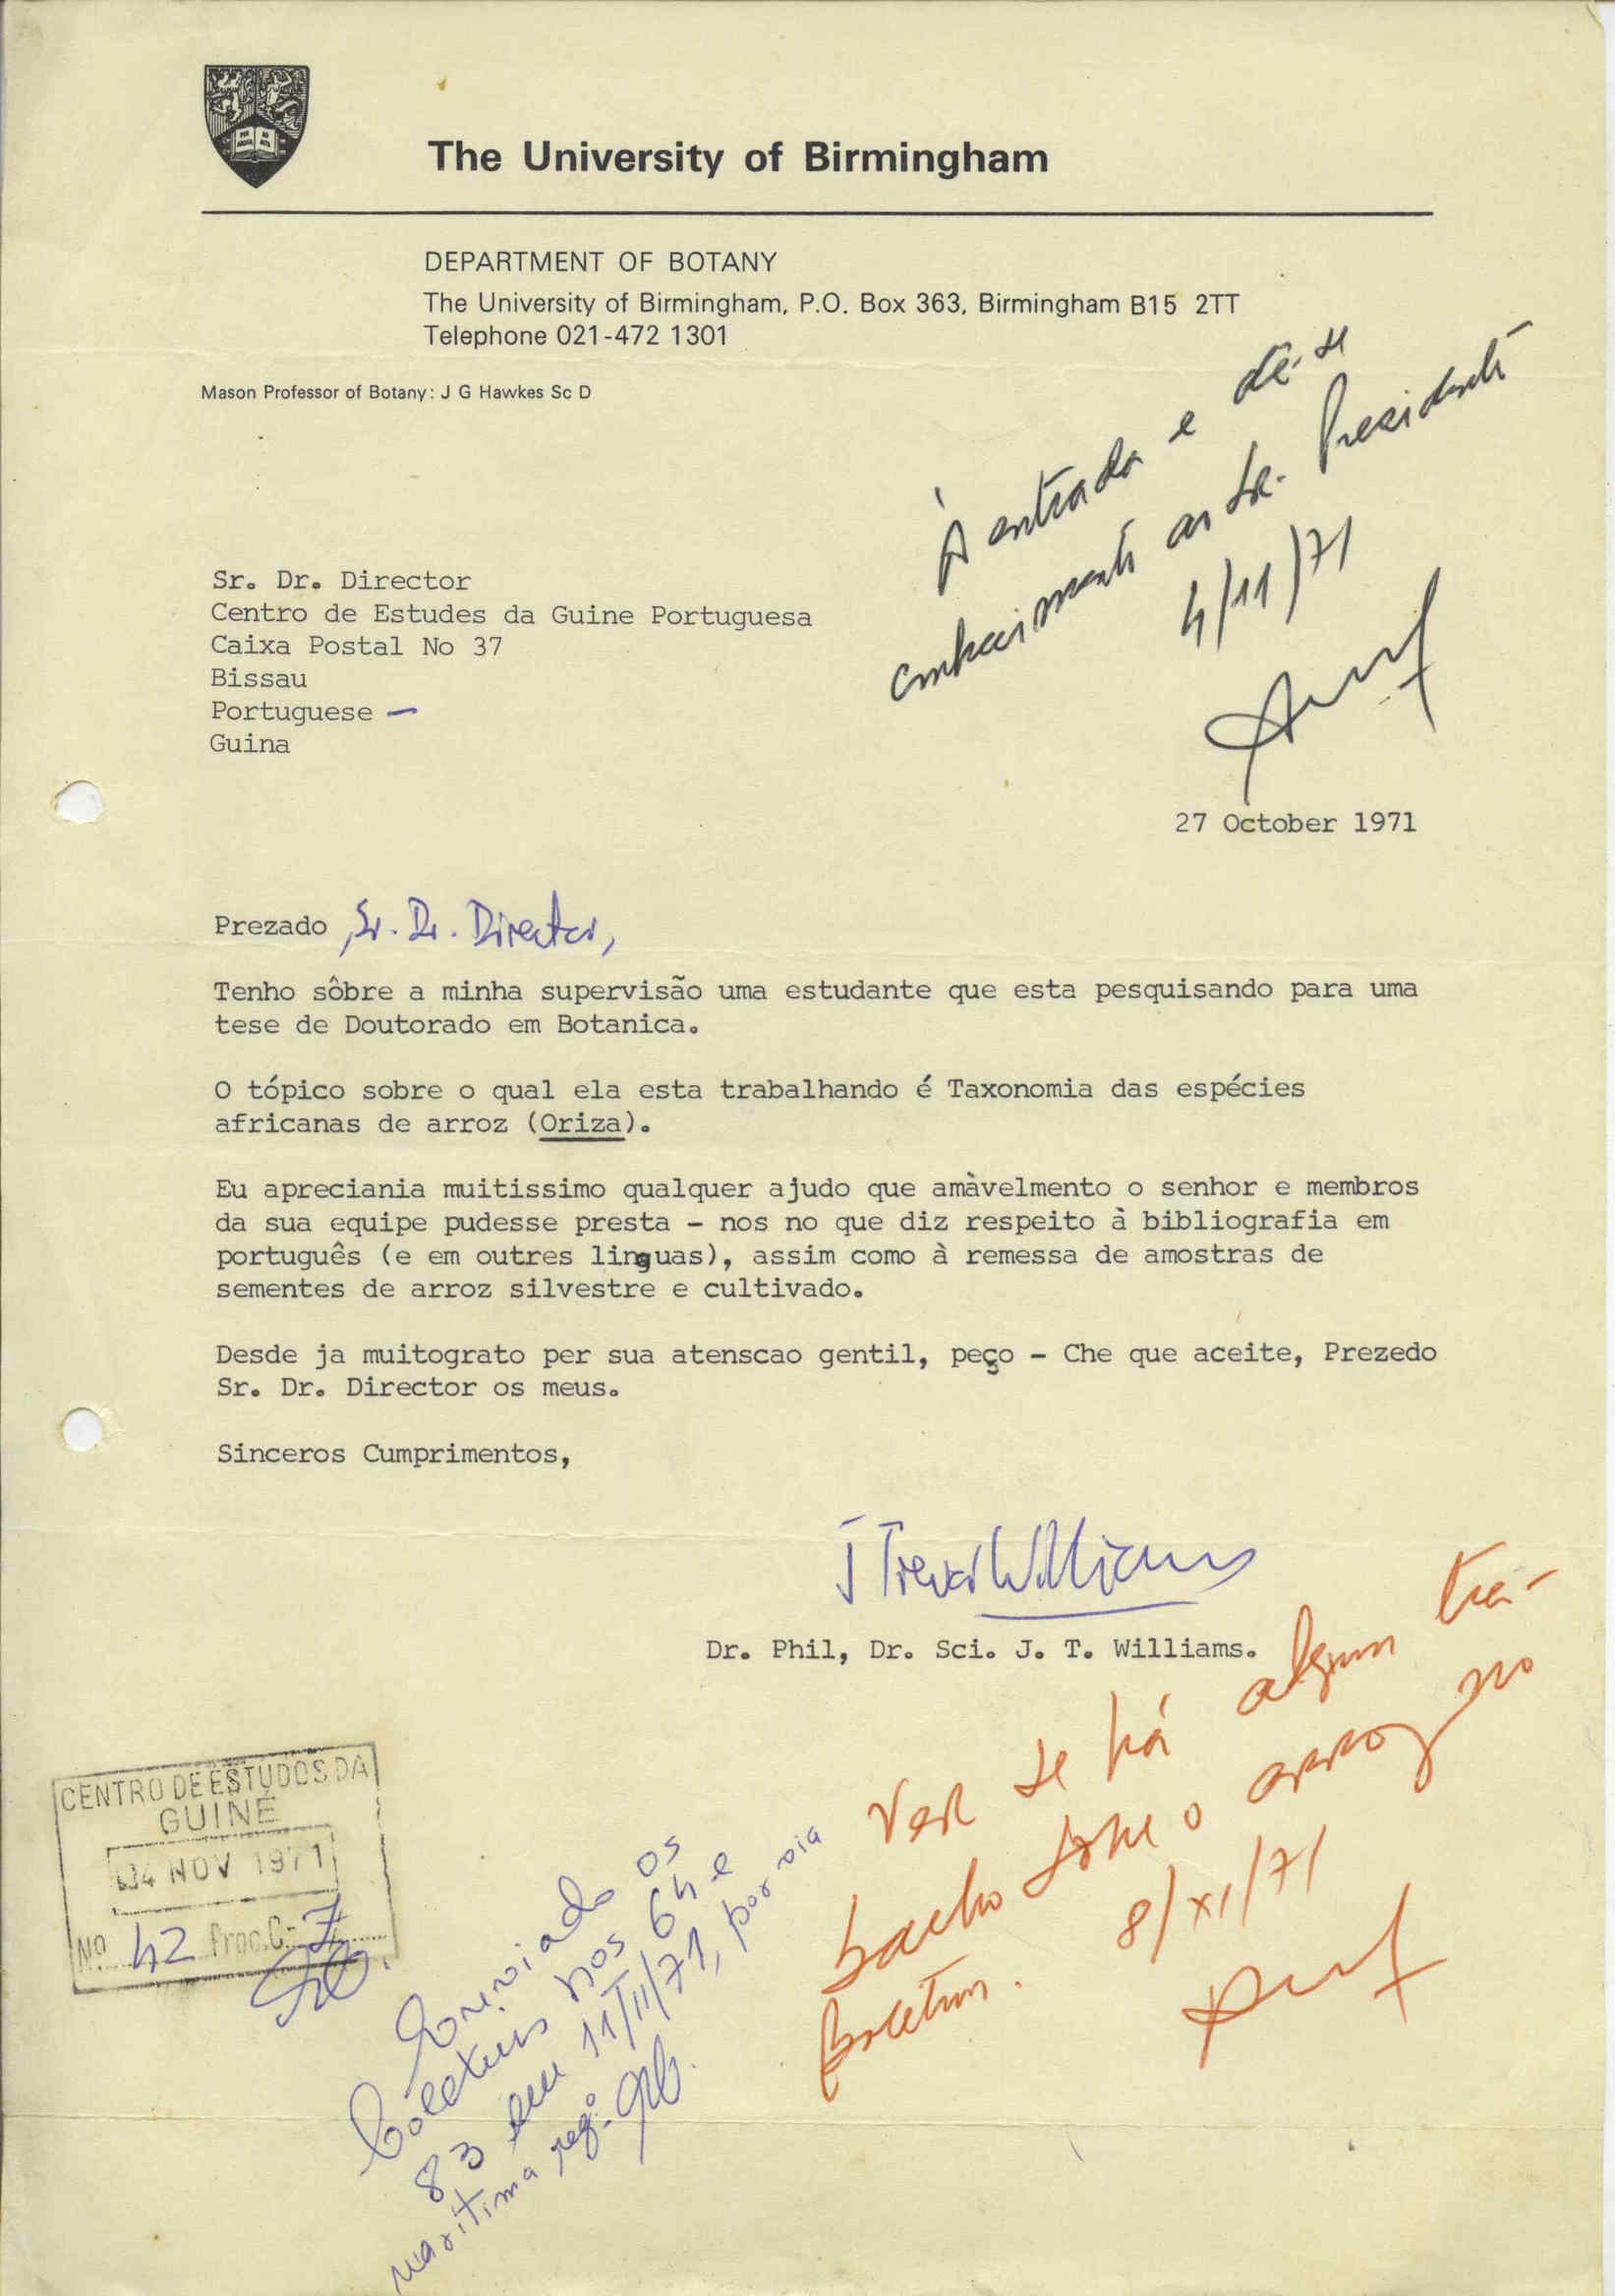 The University of Birmingham
DEPARTMENT OF BOTANY
The University of Birmingham, P.O. Box 363, Birmingham B15 2TT
Telephone 021-472 1301
Mason Professor of Botany: J G Hawkes Sc D
À entrada e dê-se
conhecimento ao Sr. Presidente
4/11/71
Sr. Dr. Director
Centro de Estudes da Guine Portuguesa
Caixa Postal No 37
Bissau
Portuguese -
Guina
27 October 1971
Prezado Sr. Dr. Director,
Tenho sôbre a minha supervisão uma estudante que esta pesquisando para uma
tese de Doutorado em Botanica.
O tópico sobre o qual ela esta trabalhando é Taxonomia das espécies
africanas de arroz (Oriza).
Eu apreciania muitissimo qualquer ajudo que amàvelmento o senhor e membros
da sua equipe pudesse presta - nos no que diz respeito à bibliografia em
português (e em outres linguas), assim como à remessa de amostras de
sementes de arroz silvestre e cultivado.
Desde ja muitograto per sua atenscao gentil, peço - Che que aceite, Prezedo
Sr. Dr. Director os meus.
Sinceros Cumprimentos,
J Trevor Williams
Dr. Phil, Dr. Sci. J. T. Williams.
Ver se há algum tra-
balho sobre o arroz no
Boletim.
8/XI/71
CENTRO DE ESTUDOS DA
GUINÉ
04 NOV 1971
Nº 42 Proc.C- 7
Enviado os
Boletins nos 64 e
83 em 11/11/71, por via
maritima regº.